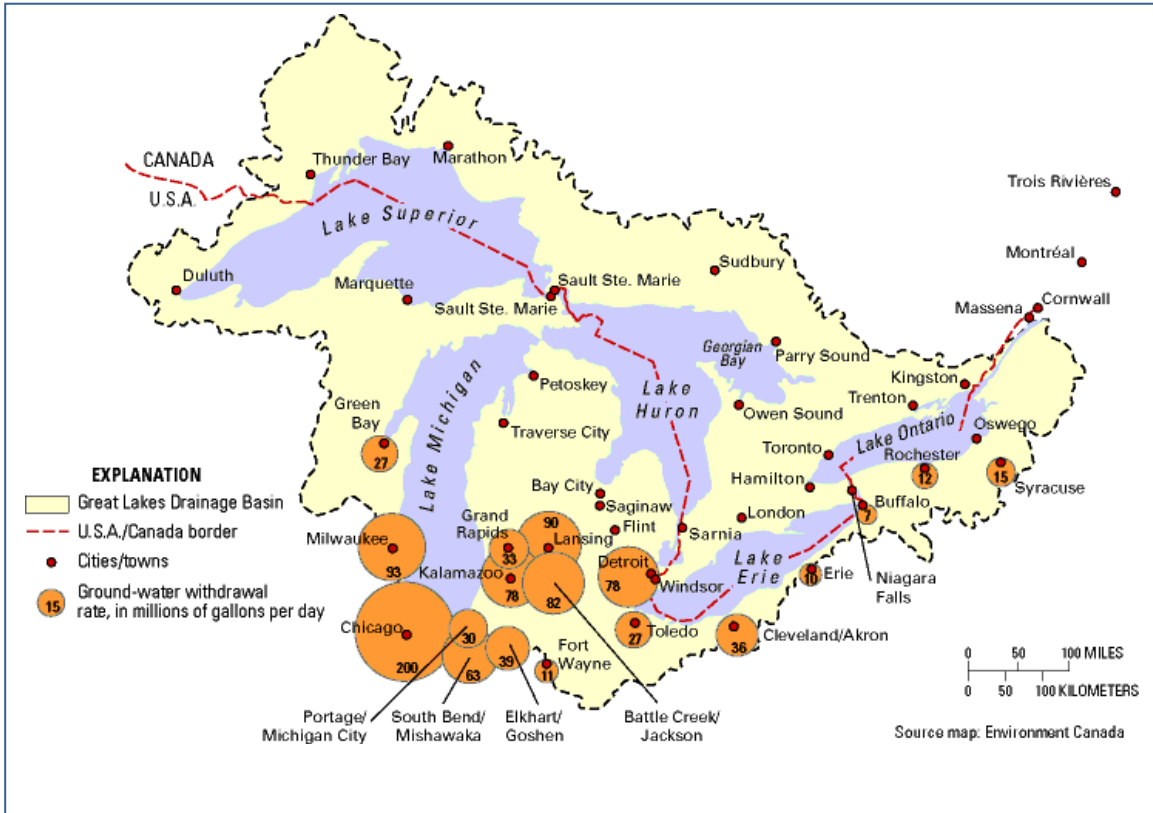 CANADA
U.S.A.
Thunder Bay
Marathon
Trois Rivières
Lake Superior
Montréal
Duluth
Marquette
Sault Ste. Marie
Sault Ste. Marie
Sudbury
Cornwall
Massena
Georgian
Bay
Parry Sound
Kingston
Trenton
Petoskey
Lake
Huron
Owen Sound
Lake Michigan
Green
Bay
27
Traverse City
Toronto
Lake Ontario
Oswego
Rochester
12
15
Syracuse
Hamilton
Buffalo
7
Bay City
Saginaw
Flint
London
Sarnia
Grand
Rapids
33
90
Lansing
Milwaukee
93
Kalamazoo
78
82
Detroit
78
Windsor
Lake
Erie
Erie
10
Niagara
Falls
Chicago
200
30
63
39
Fort
Wayne
11
Toledo
27
Cleveland/Akron
36
Portage/
Michigan City
South Bend/
Mishawaka
Elkhart/
Goshen
Battle Creek/
Jackson
EXPLANATION
Great Lakes Drainage Basin
U.S.A./Canada border
Cities/towns
15
Ground-water withdrawal
rate, in millions of gallons per day
0 50 100 MILES
0 50 100 KILOMETERS
Source map: Environment Canada